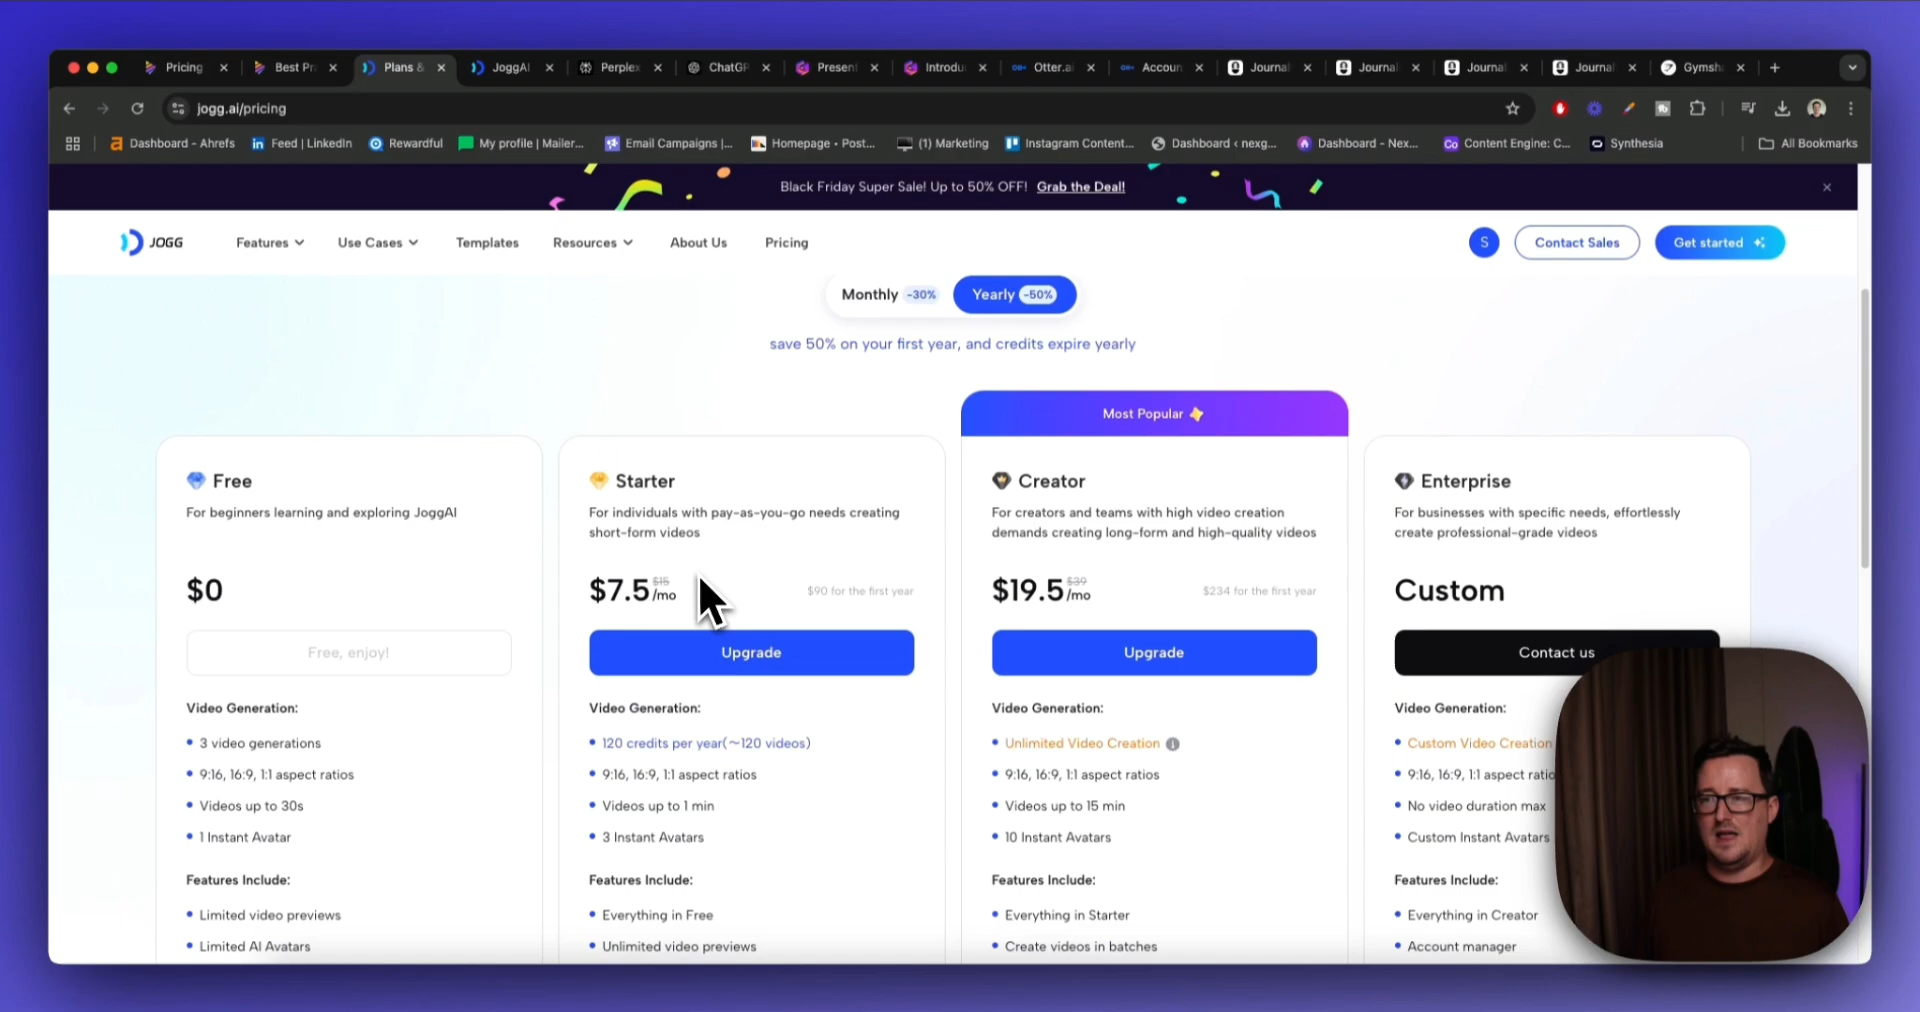 Pricing
Best Pr
Plans &
JoggAI
Perplex
ChatGP
Present
Introdu
Otter.ai
Accoun
Journal
Journal
Journal
Journal
Gymsh
jogg.ai/pricing
Dashboard - Ahrefs
Feed | LinkedIn
Rewardful
My profile | Mailer...
Email Campaigns |...
Homepage • Post...
(1) Marketing
Instagram Content...
Dashboard ‹ nexg...
Dashboard - Nex...
Co Content Engine: C...
Synthesia
All Bookmarks
Black Friday Super Sale! Up to 50% OFF! Grab the Deal!
JOGG
Features
Use Cases
Templates
Resources
About Us
Pricing
S
Contact Sales
Get started
Monthly -30%
Yearly -50%
save 50% on your first year, and credits expire yearly
Most Popular
Free
For beginners learning and exploring JoggAI
$0
Free, enjoy!
Video Generation:
• 3 video generations
• 9:16, 16:9, 1:1 aspect ratios
• Videos up to 30s
• 1 Instant Avatar
Features Include:
• Limited video previews
• Limited AI Avatars
Starter
For individuals with pay-as-you-go needs creating
short-form videos
$7.5 $15 /mo
$90 for the first year
Upgrade
Video Generation:
• 120 credits per year(~120 videos)
• 9:16, 16:9, 1:1 aspect ratios
• Videos up to 1 min
• 3 Instant Avatars
Features Include:
• Everything in Free
• Unlimited video previews
Creator
For creators and teams with high video creation
demands creating long-form and high-quality videos
$19.5 $39 /mo
$234 for the first year
Upgrade
Video Generation:
• Unlimited Video Creation
• 9:16, 16:9, 1:1 aspect ratios
• Videos up to 15 min
• 10 Instant Avatars
Features Include:
• Everything in Starter
• Create videos in batches
Enterprise
For businesses with specific needs, effortlessly
create professional-grade videos
Custom
Contact us
Video Generation:
• Custom Video Creation
• 9:16, 16:9, 1:1 aspect ratio
• No video duration max
• Custom Instant Avatars
Features Include:
• Everything in Creator
• Account manager